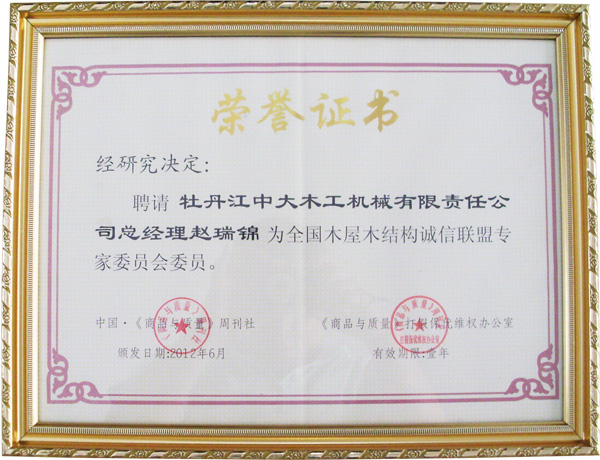 荣誉证书
经研究决定:
聘请 牡丹江中大木工机械有限责任公
司总经理赵瑞锦 为全国木屋木结构诚信联盟专
家委员会委员。
中国·《商品与质量》周刊社
《商品与质量》打假保优维权办公室
颁发日期:2012年6月
有效期限:壹年